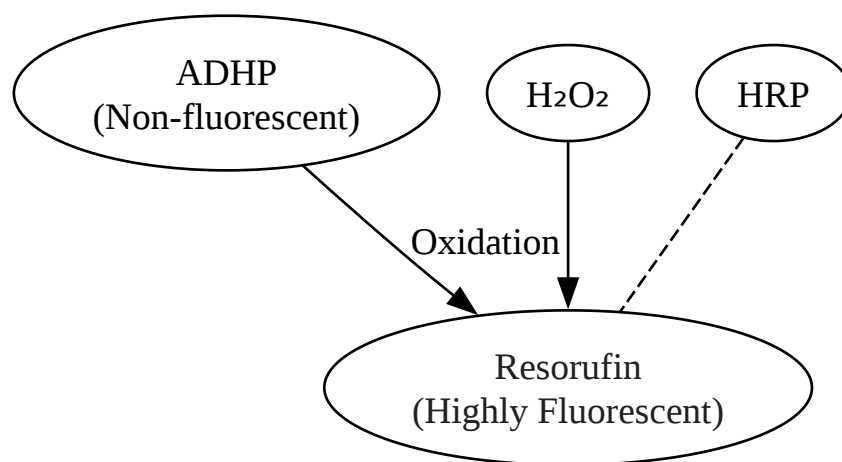 ADHP
(Non-fluorescent)
H₂O₂
HRP
Oxidation
Resorufin
(Highly Fluorescent)